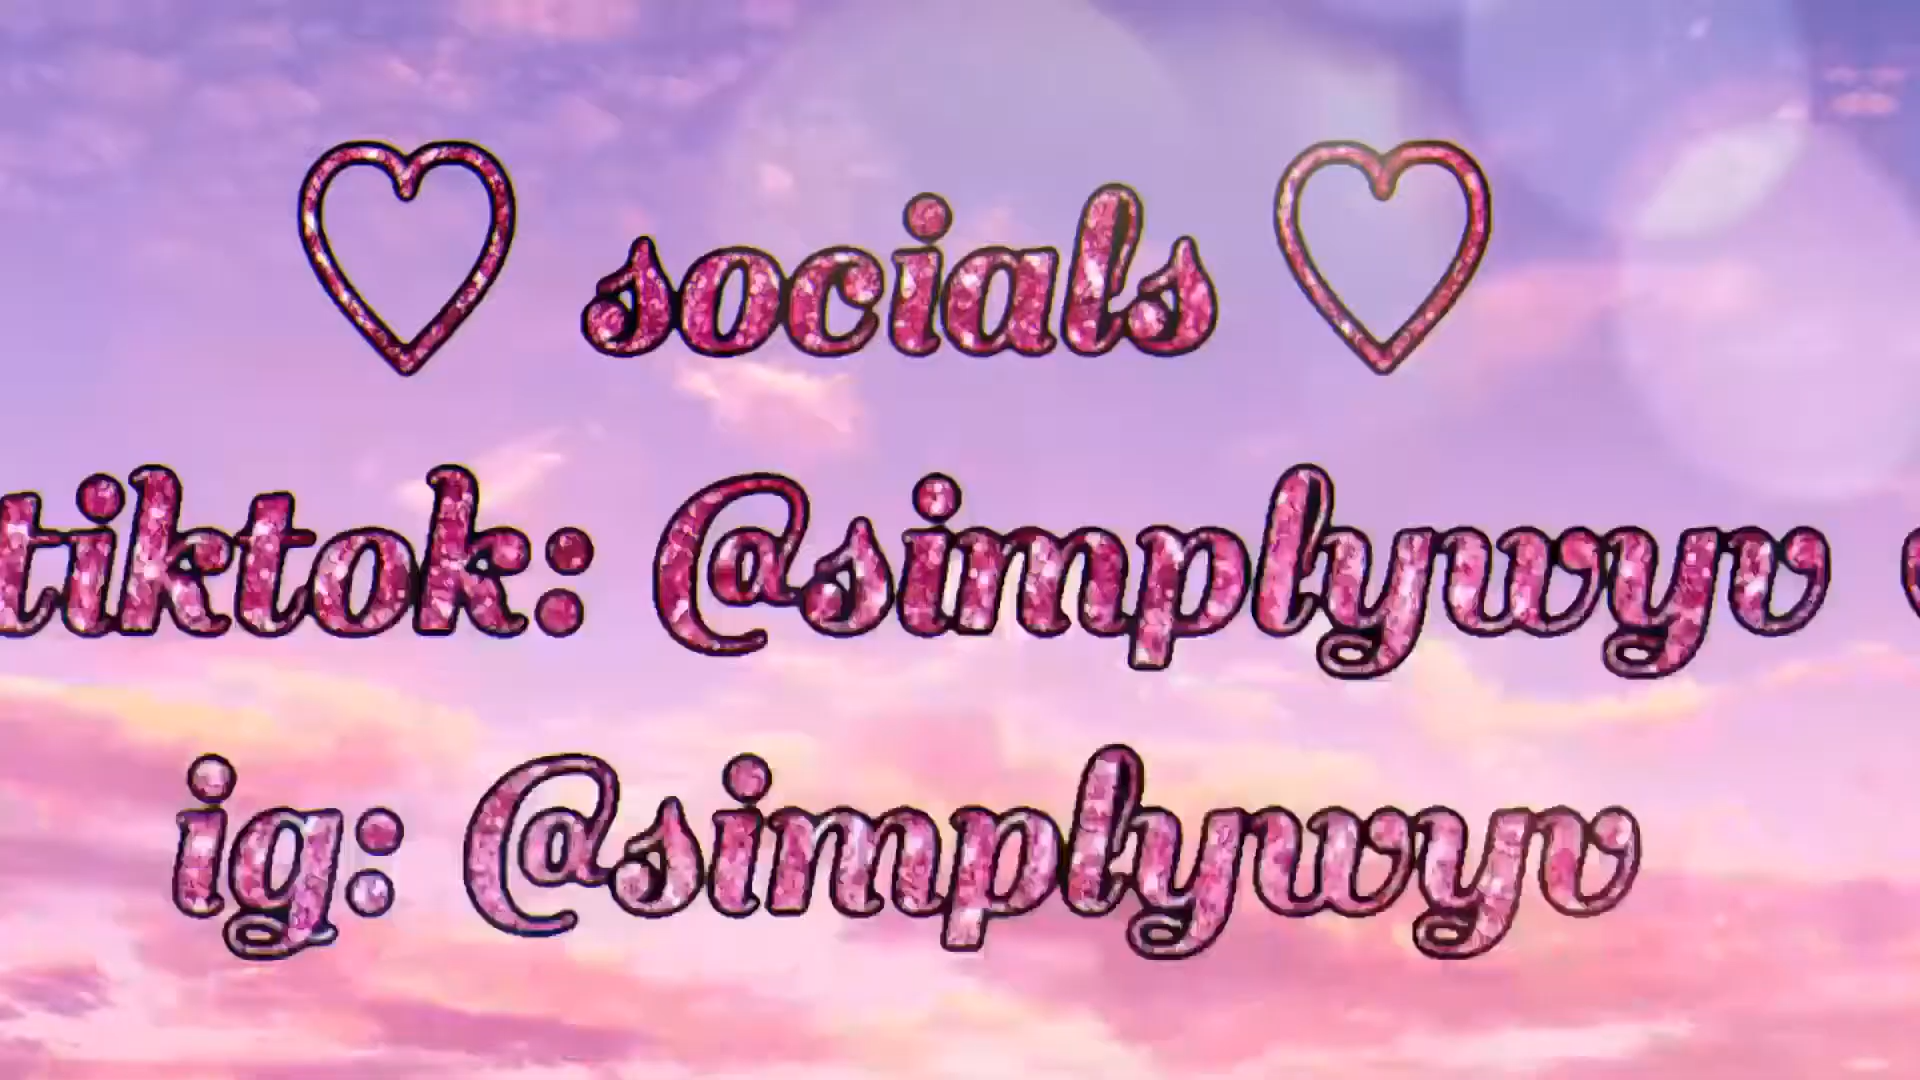 ♡ socials ♡
tiktok: @simplywyv
ig: @simplywyv